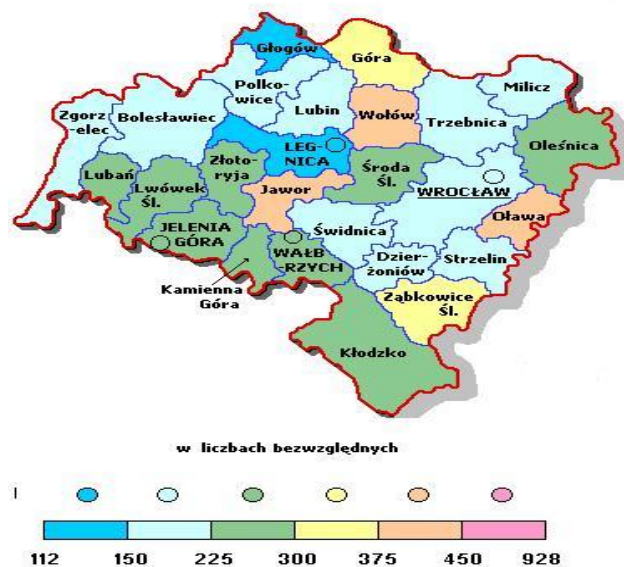 Głogów
Góra
Milicz
Polko-
wice
Lubin
Wołów
Trzebnica
Zgorz
-elec
Bolesławiec
Oleśnica
LEG-
NICA
Złoto-
ryja
Środa
Śl.
Lubań
Lwówek
Śl.
Jawor
WROCŁAW
Oława
JELENIA
GÓRA
Świdnica
WAŁB
-RZYCH
Dzier-
żoniów
Strzelin
Kamienna
Góra
Ząbkowice
Śl.
Kłodzko
w liczbach bezwzględnych
I
112 150 225 300 375 450 928